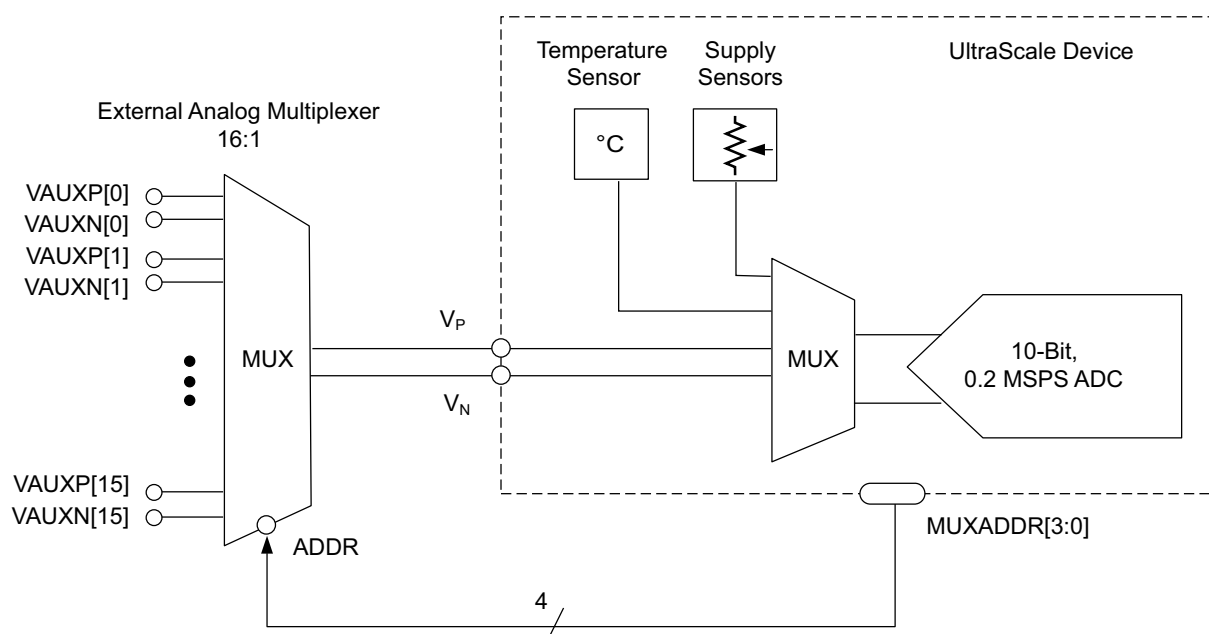 Temperature
Sensor
Supply
Sensors
UltraScale Device
External Analog Multiplexer
16:1
°C
VAUXP[0]
VAUXN[0]
VAUXP[1]
VAUXN[1]
VP
MUX
MUX
10-Bit,
0.2 MSPS ADC
VN
VAUXP[15]
VAUXN[15]
ADDR
MUXADDR[3:0]
4